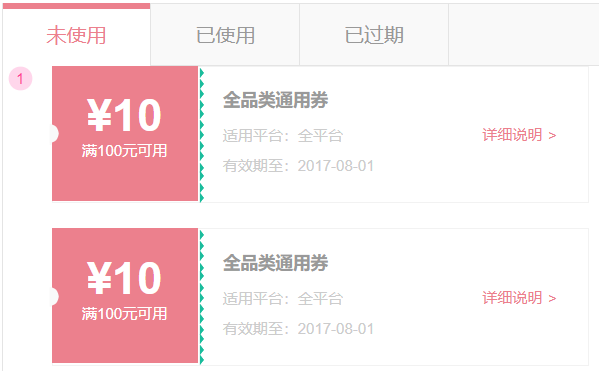 未使用 已使用 已过期
1
¥10
满100元可用
全品类通用券
适用平台：全平台
有效期至：2017-08-01
详细说明 >
¥10
满100元可用
全品类通用券
适用平台：全平台
有效期至：2017-08-01
详细说明 >